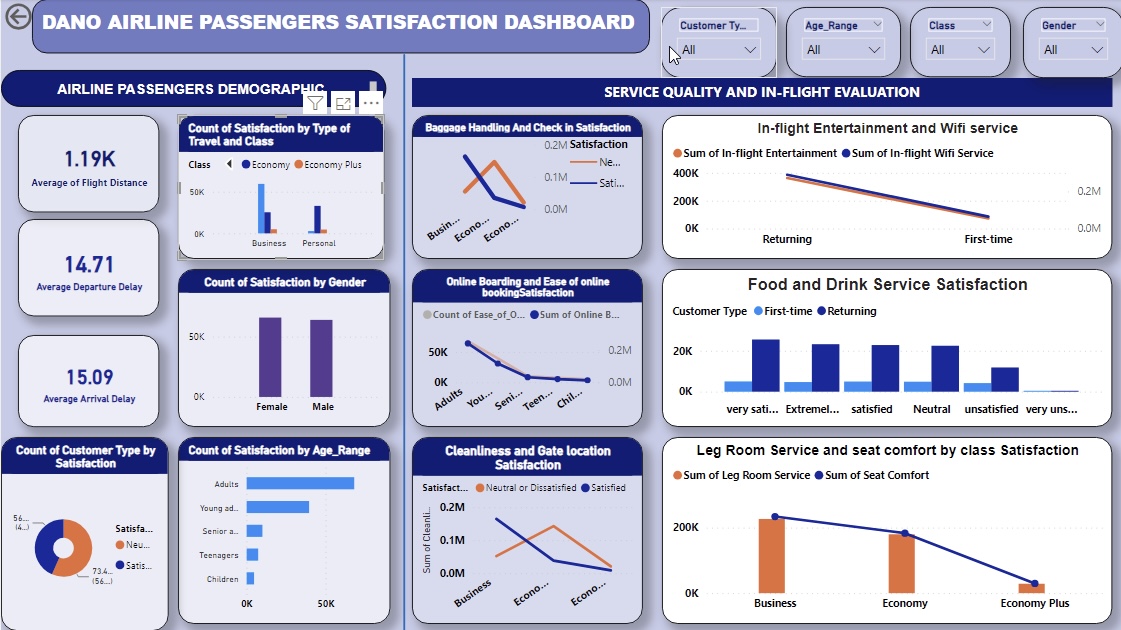 DANO AIRLINE PASSENGERS SATISFACTION DASHBOARD
Customer Ty...
All
Age_Range
All
Class
All
Gender
All
AIRLINE PASSENGERS DEMOGRAPHIC
SERVICE QUALITY AND IN-FLIGHT EVALUATION
1.19K
Average of Flight Distance
14.71
Average Departure Delay
15.09
Average Arrival Delay
Count of Satisfaction by Type of
Travel and Class
Class
Economy
Economy Plus
50K
0K
Business
Personal
Count of Satisfaction by Gender
50K
0K
Female
Male
Count of Customer Type by
Satisfaction
56...
(4...)
73.4...
(56...)
Satisfa...
Neu...
Satis...
Count of Satisfaction by Age_Range
Adults
Young ad..
Senior a..
Teenagers
Children
0K
50K
Baggage Handling And Check in Satisfaction
0.2M
0.1M
0.0M
Satisfaction
Ne...
Sati...
Busin...
Econo...
Econo...
Online Boarding and Ease of online
bookingSatisfaction
Count of Ease_of_O...
Sum of Online B...
50K
0K
0.2M
0.0M
Adults
You...
Seni...
Teen...
Chil...
Cleanliness and Gate location
Satisfaction
Satisfact...
Neutral or Dissatisfied
Satisfied
Sum of Cleanli...
0.2M
0.1M
0.0M
Business
Econo...
Econo...
In-flight Entertainment and Wifi service
Sum of In-flight Entertainment
Sum of In-flight Wifi Service
400K
200K
0K
0.2M
0.0M
Returning
First-time
Food and Drink Service Satisfaction
Customer Type
First-time
Returning
20K
0K
very sati...
Extremel...
satisfied
Neutral
unsatisfied
very uns...
Leg Room Service and seat comfort by class Satisfaction
Sum of Leg Room Service
Sum of Seat Comfort
200K
0K
Business
Economy
Economy Plus